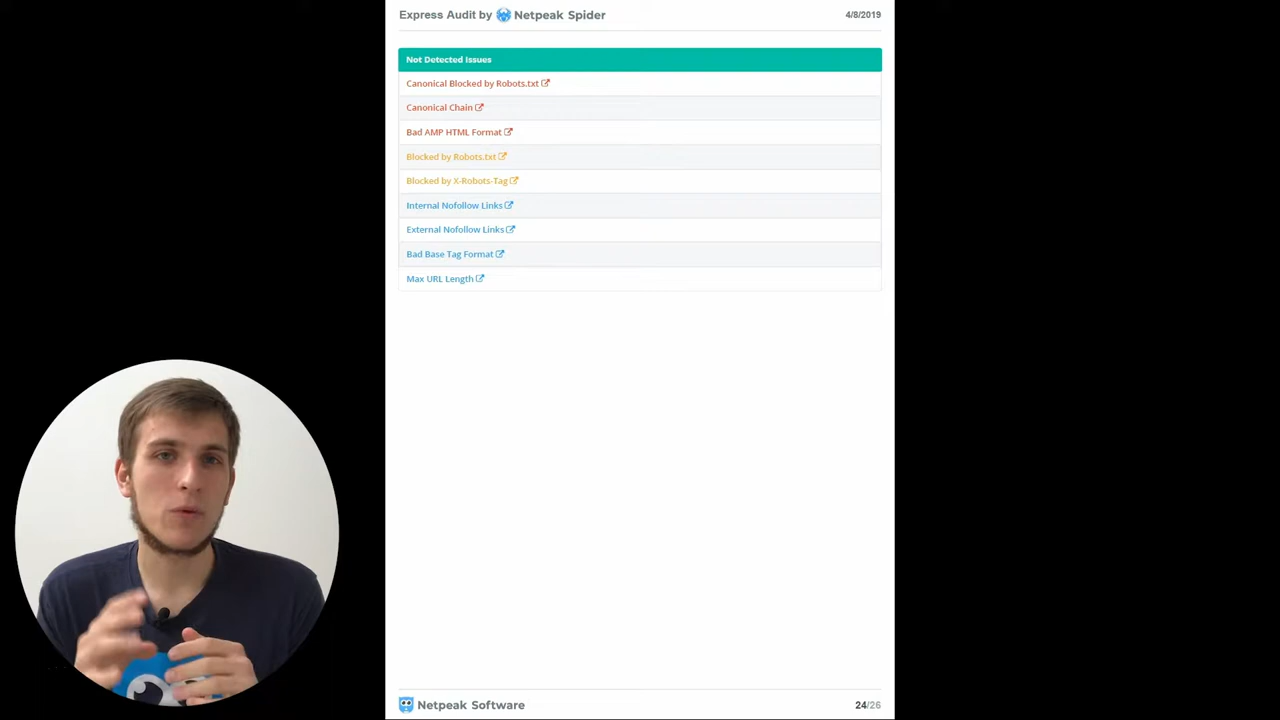 Express Audit by Netpeak Spider
4/8/2019
Not Detected Issues
Canonical Blocked by Robots.txt
Canonical Chain
Bad AMP HTML Format
Blocked by Robots.txt
Blocked by X-Robots-Tag
Internal Nofollow Links
External Nofollow Links
Bad Base Tag Format
Max URL Length
Netpeak Software
24/26